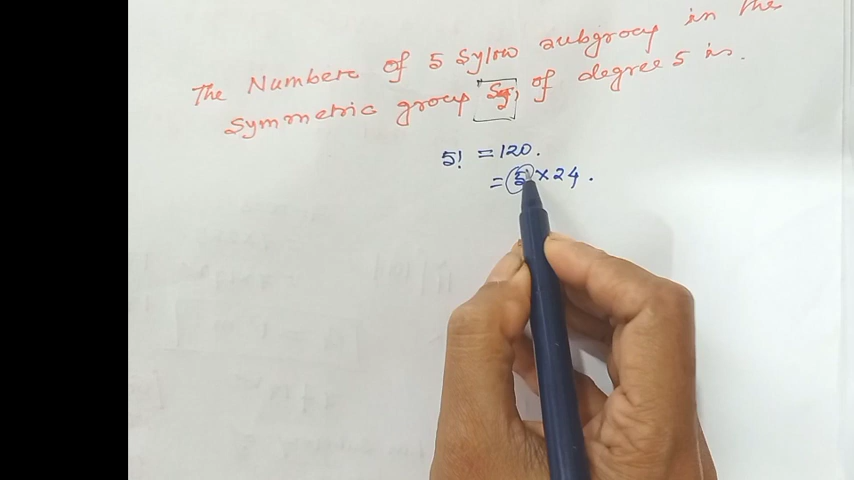 The Number of 5 Sylow subgroup in the
Symmetric group S5, of degree 5 is.
5! = 120.
= 5 × 24.